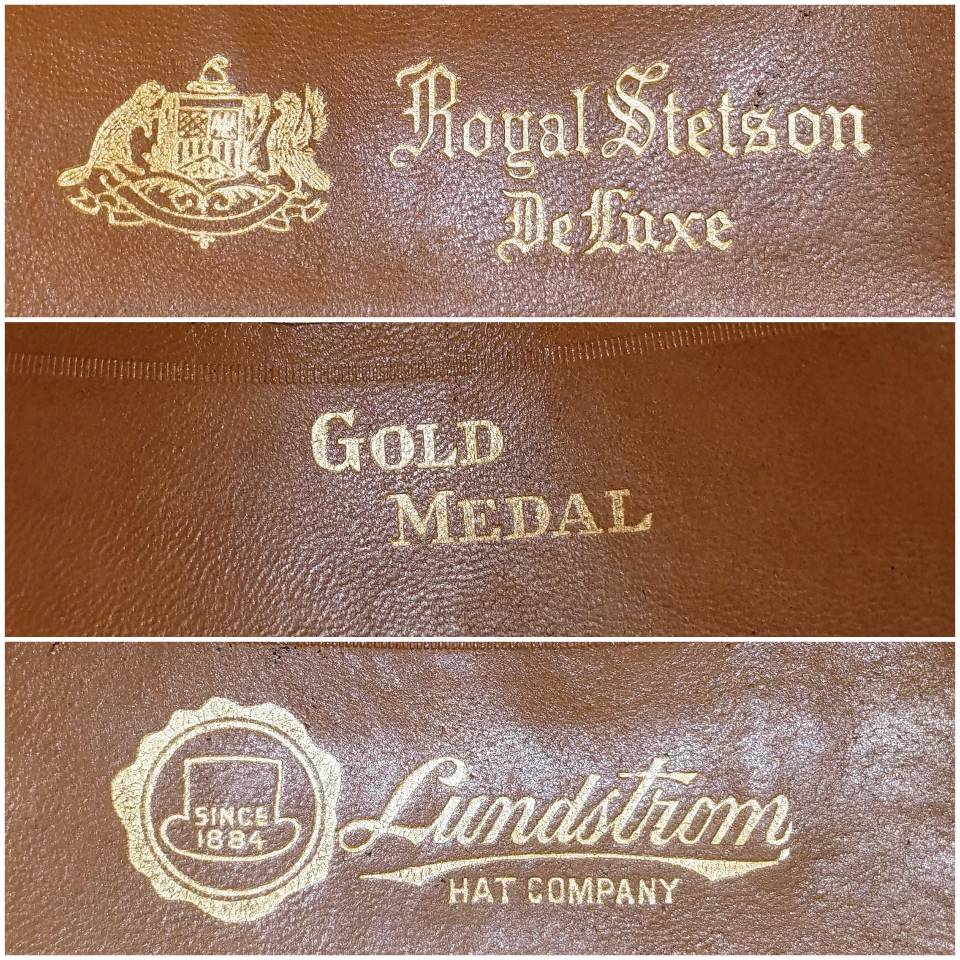 Royal Stetson
De Luxe
GOLD
MEDAL
SINCE
1884
Lundstrom
HAT COMPANY